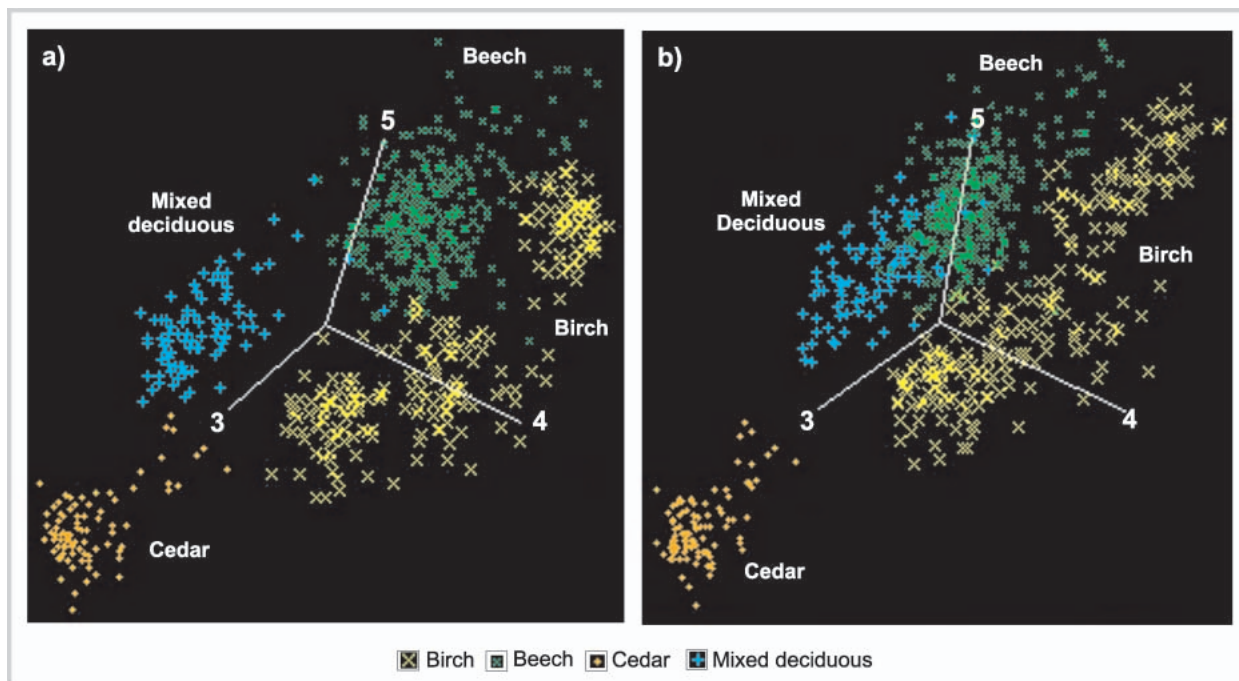 a)
Beech
5
Mixed
deciduous
Birch
3
4
Cedar
b)
Beech
5
Mixed
Deciduous
Birch
3
4
Cedar
Birch Beech Cedar Mixed deciduous